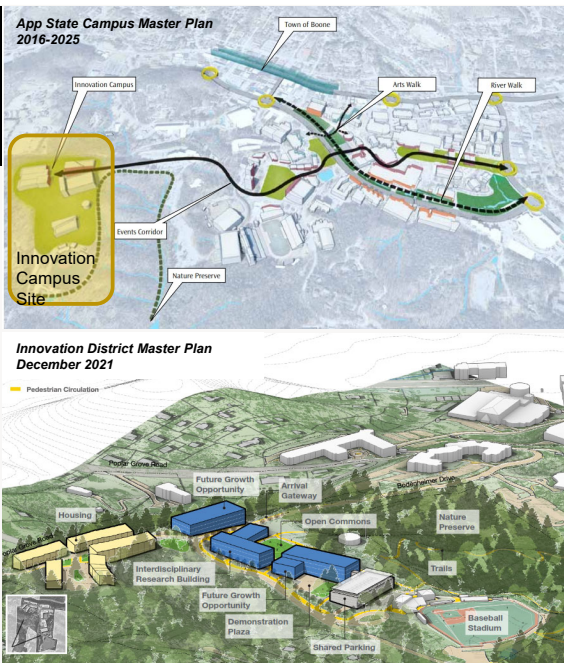 App State Campus Master Plan
2016-2025
Town of Boone
Innovation Campus
Arts Walk
River Walk
Events Corridor
Innovation
Campus
Site
Nature Preserve
Innovation District Master Plan
December 2021
Pedestrian Circulation
Poplar Grove Road
Bodenheimer Drive
Future Growth
Opportunity
Arrival
Gateway
Housing
Open Commons
Nature
Preserve
Poplar Grove Road
Interdisciplinary
Research Building
Trails
Future Growth
Opportunity
Demonstration
Plaza
Baseball
Stadium
Shared Parking